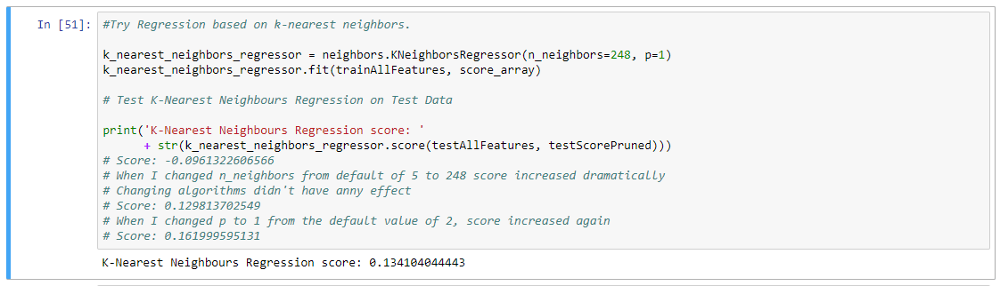 In [51]: #Try Regression based on k-nearest neighbors.
k_nearest_neighbors_regressor = neighbors.KNeighborsRegressor(n_neighbors=248, p=1)
k_nearest_neighbors_regressor.fit(trainAllFeatures, score_array)
# Test K-Nearest Neighbours Regression on Test Data
print('K-Nearest Neighbours Regression score: '
+ str(k_nearest_neighbors_regressor.score(testAllFeatures, testScorePruned)))
# Score: -0.0961322606566
# When I changed n_neighbors from default of 5 to 248 score increased dramatically
# Changing algorithms didn't have anny effect
# Score: 0.129813702549
# When I changed p to 1 from the default value of 2, score increased again
# Score: 0.161999595131
K-Nearest Neighbours Regression score: 0.134104044443